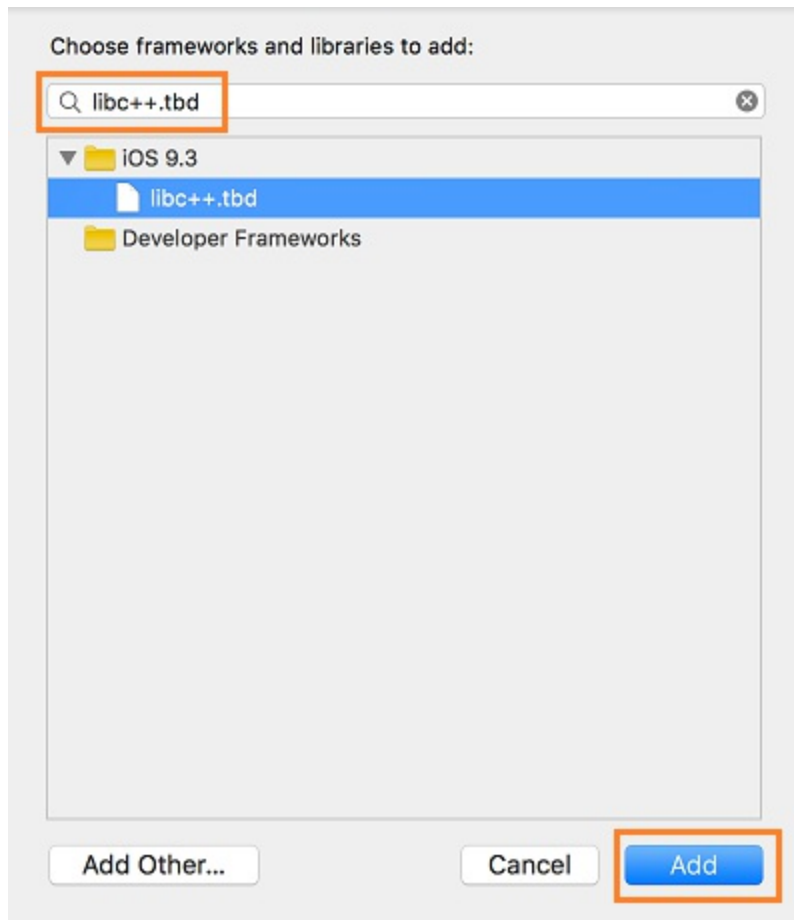 Choose frameworks and libraries to add:
libc++.tbd
iOS 9.3
libc++.tbd
Developer Frameworks
Add Other...
Cancel
Add